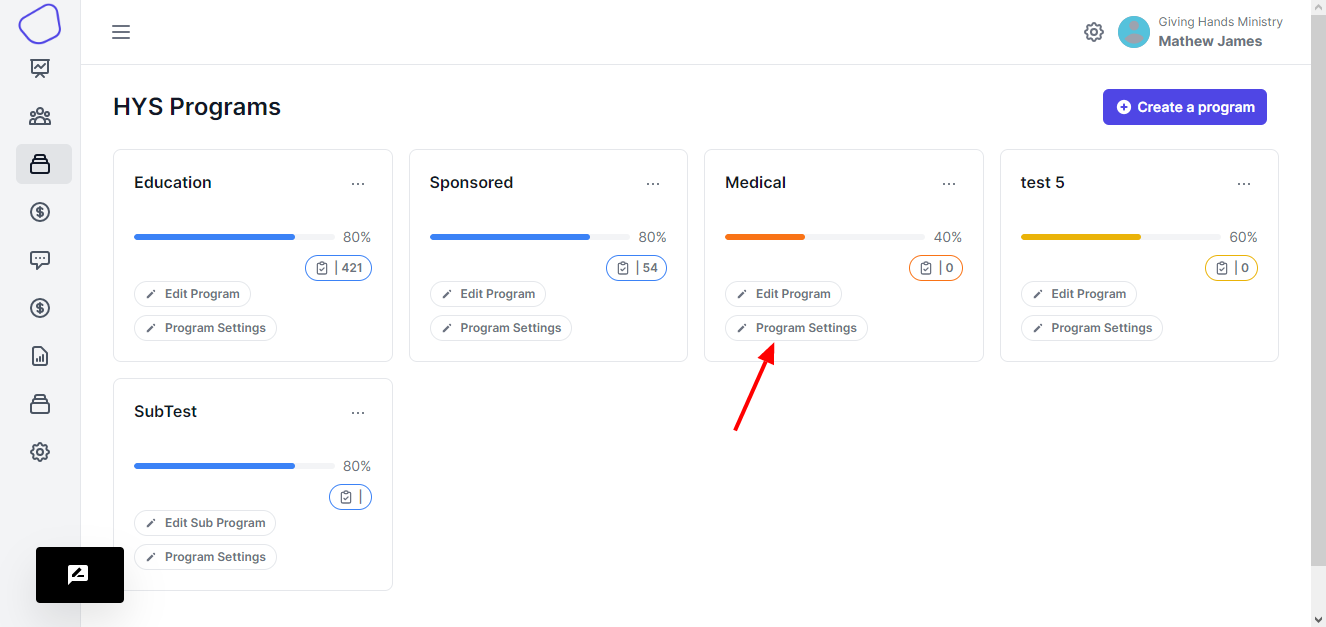 Giving Hands Ministry
Mathew James
HYS Programs
Create a program
Education ...
80%
| 421
Edit Program
Program Settings
Sponsored ...
80%
| 54
Edit Program
Program Settings
Medical ...
40%
| 0
Edit Program
Program Settings
test 5 ...
60%
| 0
Edit Program
Program Settings
SubTest ...
80%
|
Edit Sub Program
Program Settings